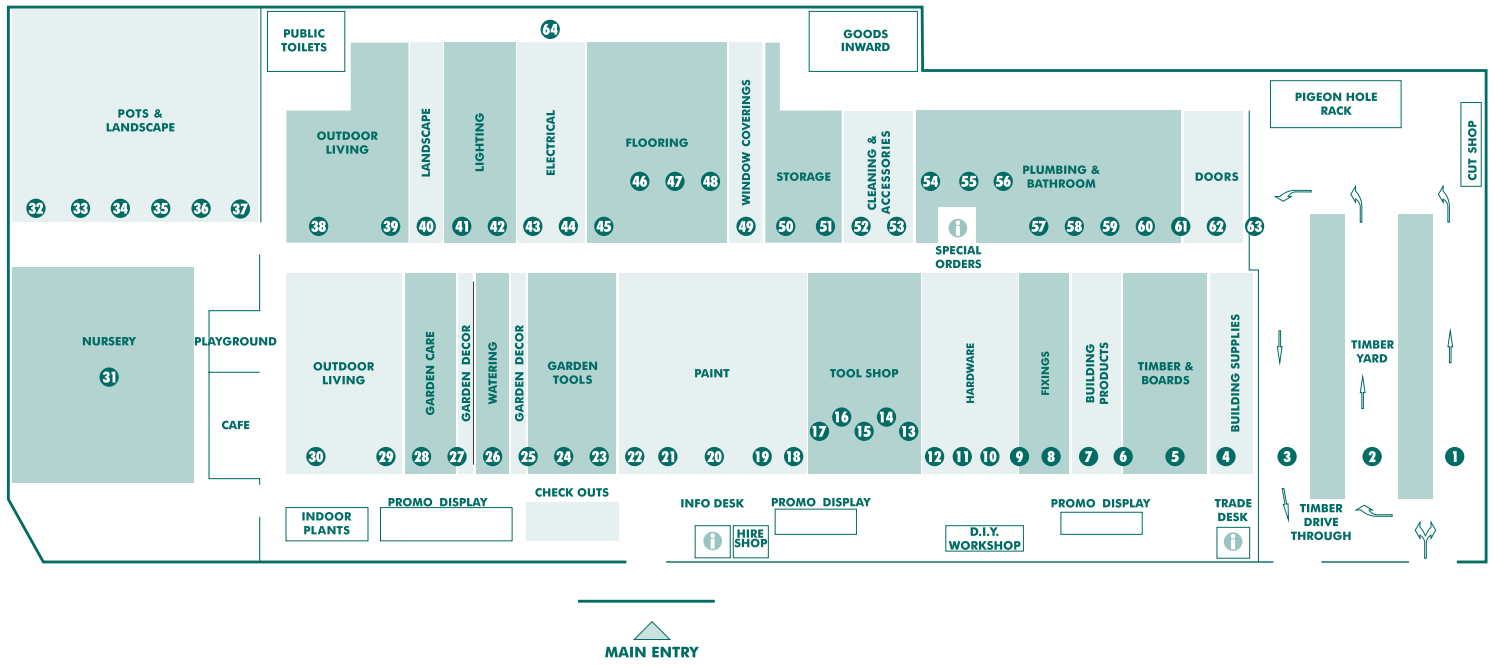 PUBLIC
TOILETS
64
GOODS
INWARD
PIGEON HOLE
RACK
CUT SHOP
POTS &
LANDSCAPE
32 33 34 35 36 37
OUTDOOR
LIVING
38 39
LANDSCAPE
40
LIGHTING
41 42
ELECTRICAL
43 44
FLOORING
45 46 47 48
WINDOW COVERINGS
49
STORAGE
50 51
CLEANING &
ACCESSORIES
52 53
PLUMBING &
BATHROOM
54 55 56
57 58 59 60 61
SPECIAL
ORDERS
DOORS
62 63
NURSERY
31
PLAYGROUND
CAFE
OUTDOOR
LIVING
30 29
GARDEN CARE
28
GARDEN DECOR
27
WATERING
26
GARDEN DECOR
25
GARDEN
TOOLS
24 23
PAINT
22 21 20 19 18
TOOL SHOP
17 16 15 14 13
HARDWARE
12 11 10
FIXINGS
9 8
BUILDING
PRODUCTS
7 6
TIMBER &
BOARDS
5
BUILDING SUPPLIES
4
TIMBER
YARD
3 2 1
INDOOR
PLANTS
PROMO DISPLAY
CHECK OUTS
INFO DESK
i
HIRE
SHOP
PROMO DISPLAY
D.I.Y.
WORKSHOP
PROMO DISPLAY
TRADE
DESK
i
TIMBER
DRIVE
THROUGH
MAIN ENTRY